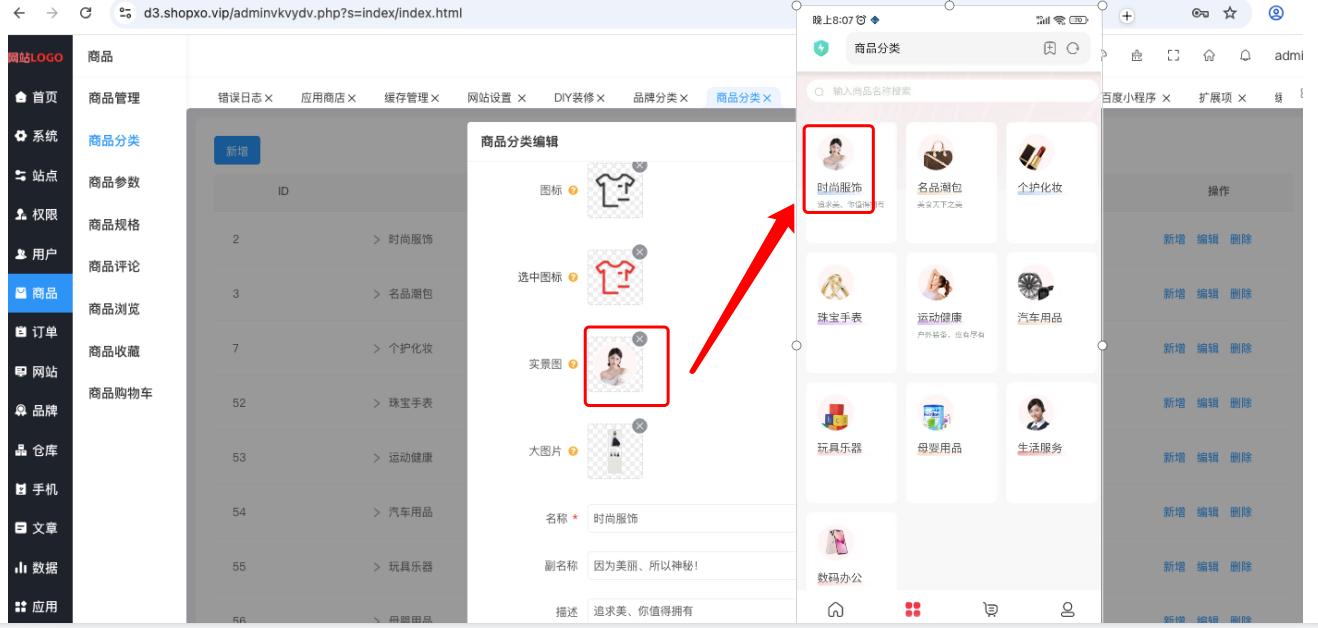 d3.shopxo.vip/adminvkvydv.php?s=index/index.html
网站LOGO
首页
系统
站点
权限
用户
商品
订单
网站
品牌
仓库
手机
文章
数据
应用
商品
商品管理
商品分类
商品参数
商品规格
商品评论
商品浏览
商品收藏
商品购物车
admi
错误日志 ×
应用商店 ×
缓存管理 ×
网站设置 ×
DIY装修 ×
品牌分类 ×
商品分类 ×
百度小程序 ×
扩展项 ×
新增
ID
操作
2 > 时尚服饰 新增 编辑 删除
3 > 名品潮包 新增 编辑 删除
7 > 个护化妆 新增 编辑 删除
52 > 珠宝手表 新增 编辑 删除
53 > 运动健康 新增 编辑 删除
54 > 汽车用品 新增 编辑 删除
55 > 玩具乐器 新增 编辑 删除
56 > 母婴用品 新增 编辑 删除
商品分类编辑
图标
选中图标
实景图
大图片
名称 *
时尚服饰
副名称
因为美丽、所以神秘!
描述
追求美、你值得拥有
晚上8:07
70
商品分类
输入商品名称搜索
时尚服饰
追求美、你值得拥有
名品潮包
美食天下之美
个护化妆
珠宝手表
运动健康
户外装备，应有尽有
汽车用品
玩具乐器
母婴用品
生活服务
数码办公